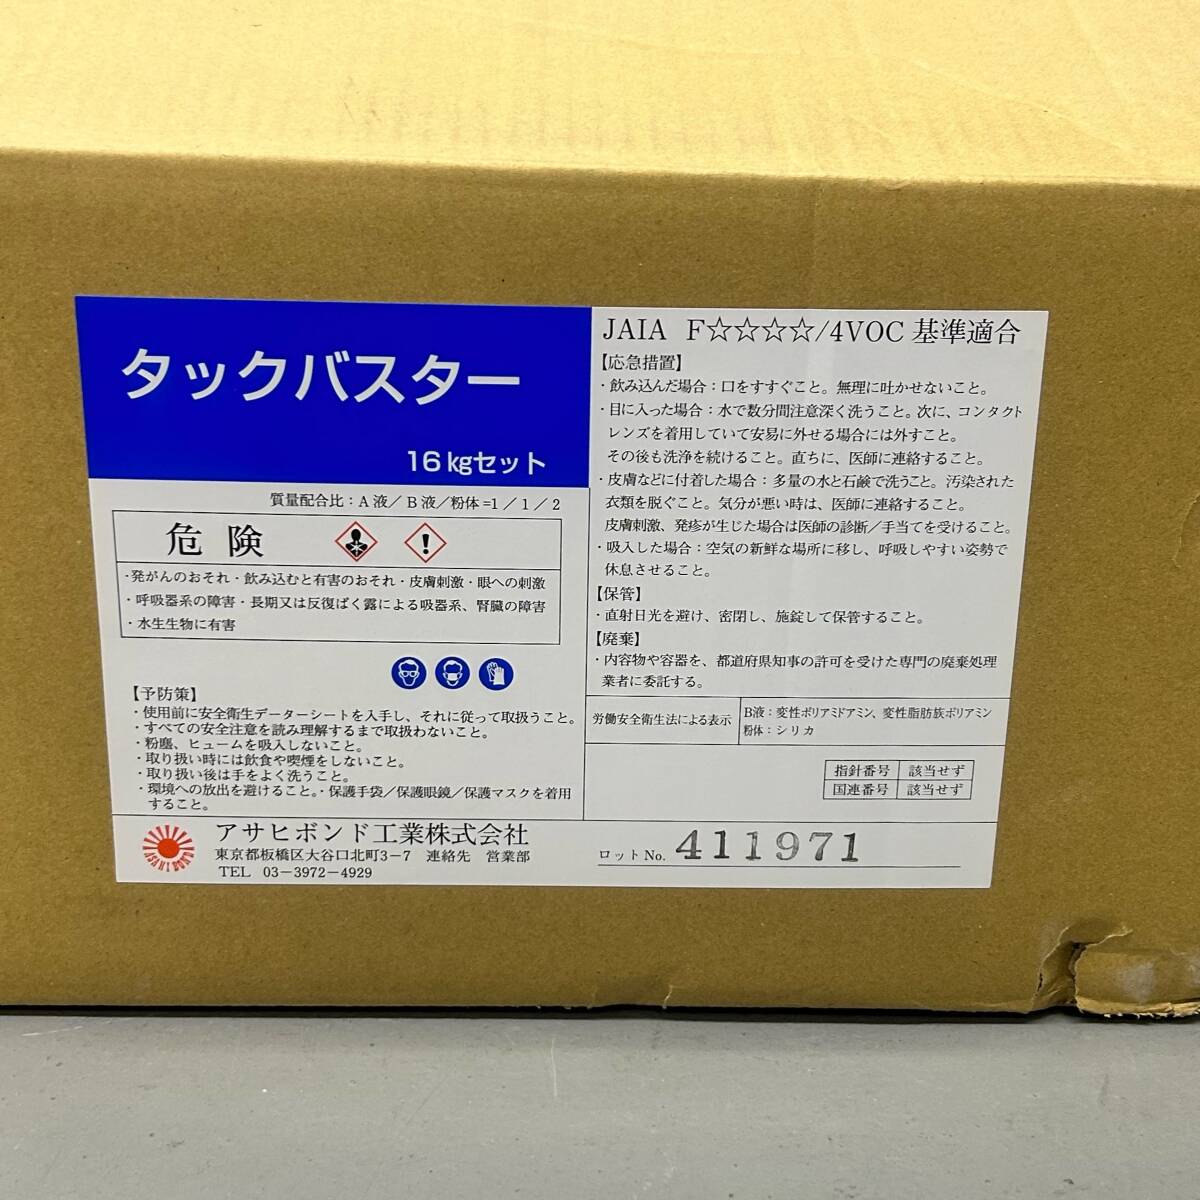 タックバスター
16㎏セット
質量配合比：A液／B液／粉体=1／1／2
危険
・発がんのおそれ・飲み込むと有害のおそれ・皮膚刺激・眼への刺激
・呼吸器系の障害・長期又は反復ばく露による吸器系、腎臓の障害
・水生生物に有害
【予防策】
・使用前に安全衛生データーシートを入手し、それに従って取扱うこと。
・すべての安全注意を読み理解するまで取扱わないこと。
・粉塵、ヒュームを吸入しないこと。
・取り扱い時には飲食や喫煙をしないこと。
・取り扱い後は手をよく洗うこと。
・環境への放出を避けること。・保護手袋／保護眼鏡／保護マスクを着用
すること。
ASAHI BOND
アサヒボンド工業株式会社
東京都板橋区大谷口北町3−7 連絡先 営業部
TEL 03−3972−4929
JAIA F☆☆☆☆/4VOC 基準適合
【応急措置】
・飲み込んだ場合：口をすすぐこと。無理に吐かせないこと。
・目に入った場合：水で数分間注意深く洗うこと。次に、コンタクト
レンズを着用していて安易に外せる場合には外すこと。
その後も洗浄を続けること。直ちに、医師に連絡すること。
・皮膚などに付着した場合：多量の水と石鹸で洗うこと。汚染された
衣類を脱ぐこと。気分が悪い時は、医師に連絡すること。
皮膚刺激、発疹が生じた場合は医師の診断／手当てを受けること。
・吸入した場合：空気の新鮮な場所に移し、呼吸しやすい姿勢で
休息させること。
【保管】
・直射日光を避け、密閉し、施錠して保管すること。
【廃棄】
・内容物や容器を、都道府県知事の許可を受けた専門の廃棄処理
業者に委託する。
労働安全衛生法による表示
B液：変性ポリアミドアミン、変性脂肪族ポリアミン
粉体：シリカ
指針番号 該当せず
国連番号 該当せず
ロットNo. 411971